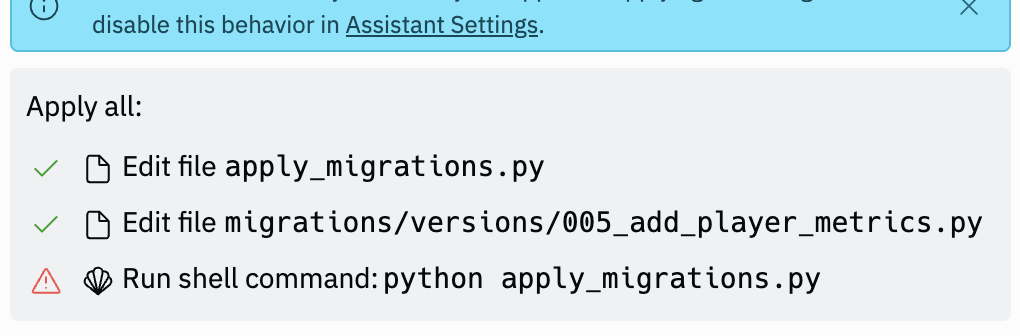 disable this behavior in Assistant Settings.
Apply all:
Edit file apply_migrations.py
Edit file migrations/versions/005_add_player_metrics.py
Run shell command: python apply_migrations.py